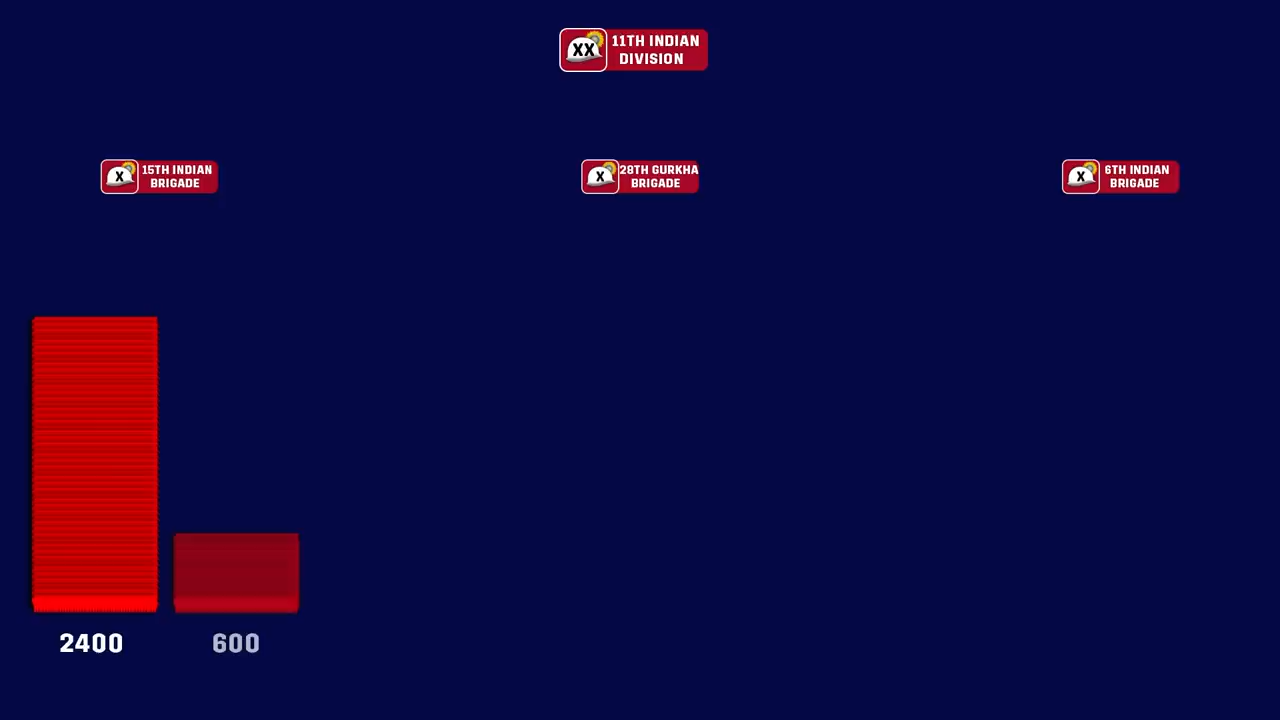 XX
11TH INDIAN
DIVISION
X
15TH INDIAN
BRIGADE
X
28TH GURKHA
BRIGADE
X
6TH INDIAN
BRIGADE
2400
600